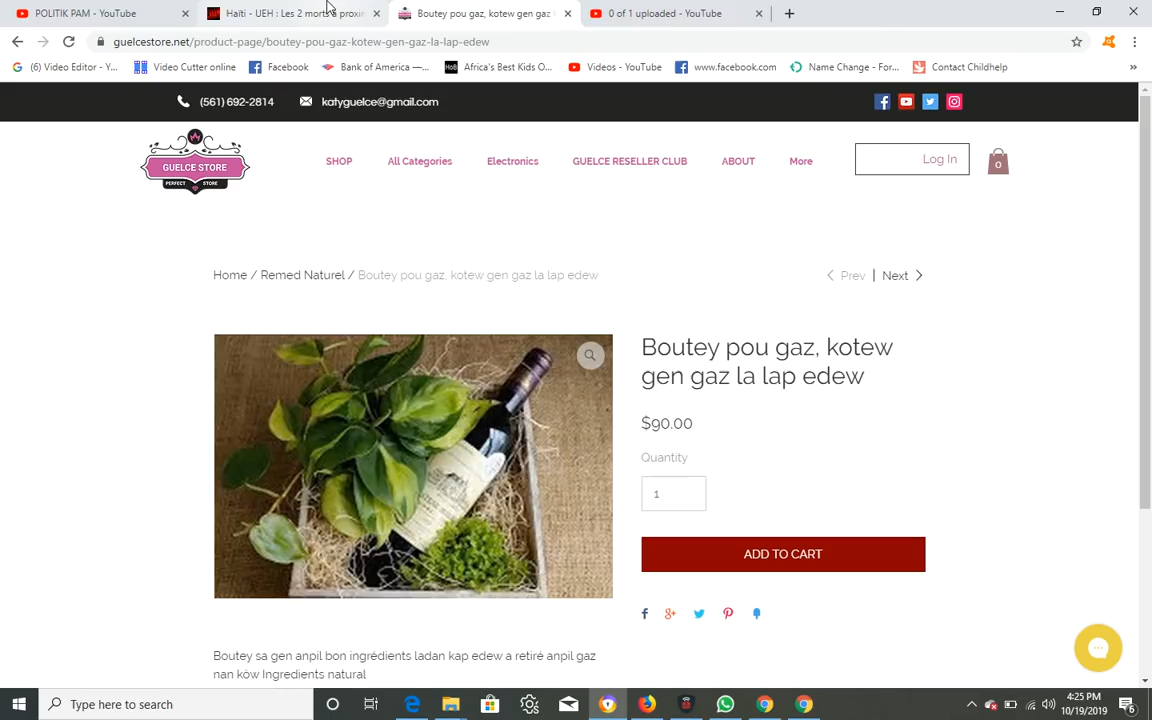 POLITIK PAM - YouTube
Haïti - UEH : Les 2 morts à proxim
Boutey pou gaz, kotew gen gaz
0 of 1 uploaded - YouTube
guelcestore.net/product-page/boutey-pou-gaz-kotew-gen-gaz-la-lap-edew
(6) Video Editor - Y...
Video Cutter online
Facebook
Bank of America —...
Africa's Best Kids O...
Videos - YouTube
www.facebook.com
Name Change - For...
Contact Childhelp
»
(561) 692-2814
katyguelce@gmail.com
GUELCE STORE
PERFECT STORE
SHOP
All Categories
Electronics
GUELCE RESELLER CLUB
ABOUT
More
Log In
0
Home / Remed Naturel / Boutey pou gaz, kotew gen gaz la lap edew
Prev | Next
Boutey pou gaz, kotew
gen gaz la lap edew
$90.00
Quantity
1
ADD TO CART
Boutey sa gen anpil bon ingrédients ladan kap edew a retiré anpil gaz
nan kòw Ingredients natural
Type here to search
4:25 PM
10/19/2019
6